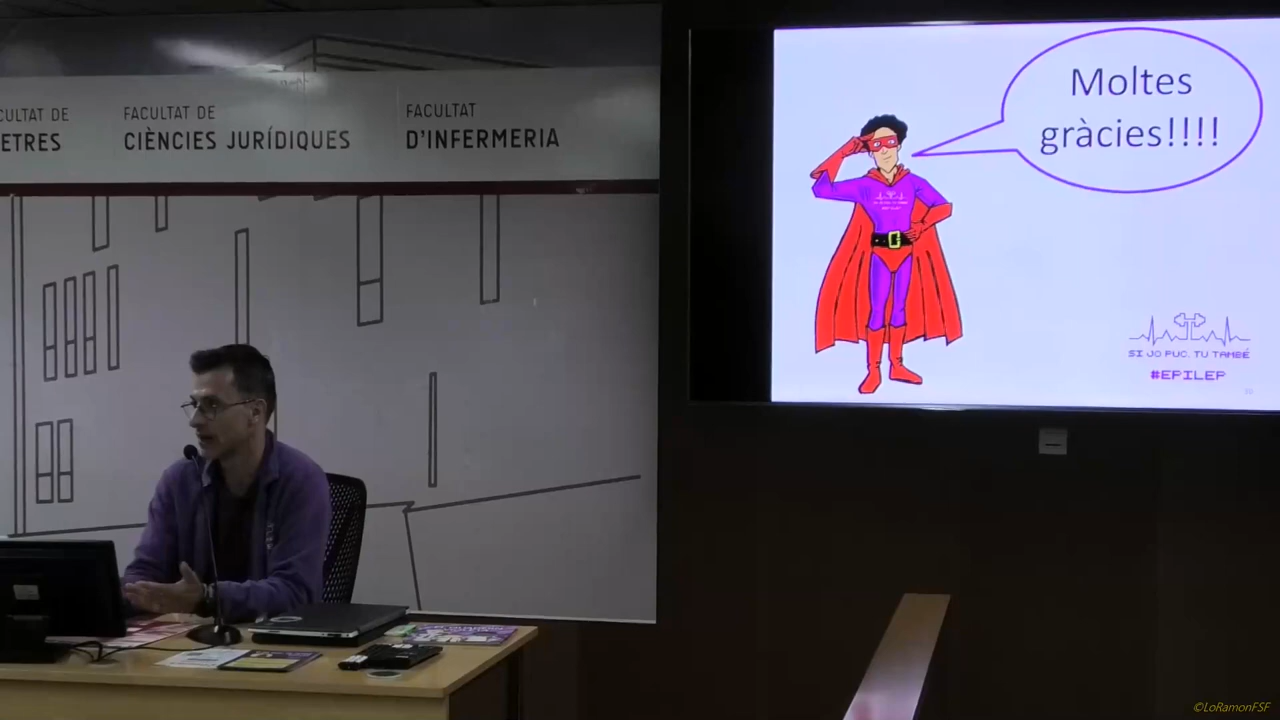 CULTAT DE
ETRES
FACULTAT DE
CIÈNCIES JURÍDIQUES
FACULTAT
D'INFERMERIA
Moltes
gràcies!!!!
SI JO PUC, TU TAMBÉ
#EPILEP
©LoRamonFSF